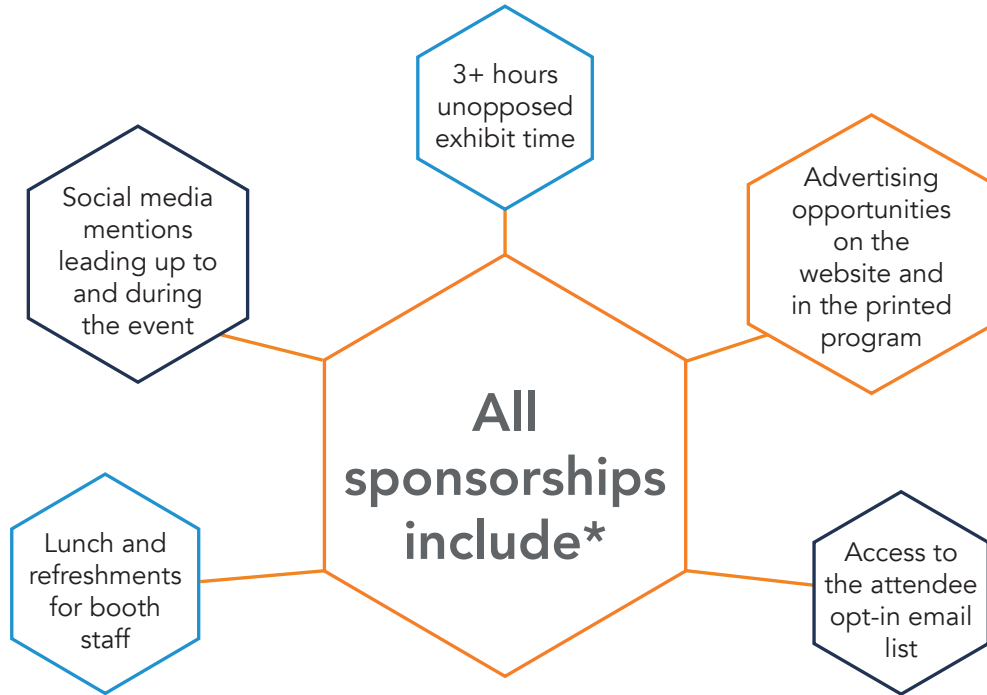 3+ hours
unopposed
exhibit time
Social media
mentions
leading up to
and during
the event
Advertising
opportunities
on the
website and
in the printed
program
All
sponsorships
include*
Lunch and
refreshments
for booth
staff
Access to
the attendee
opt-in email
list